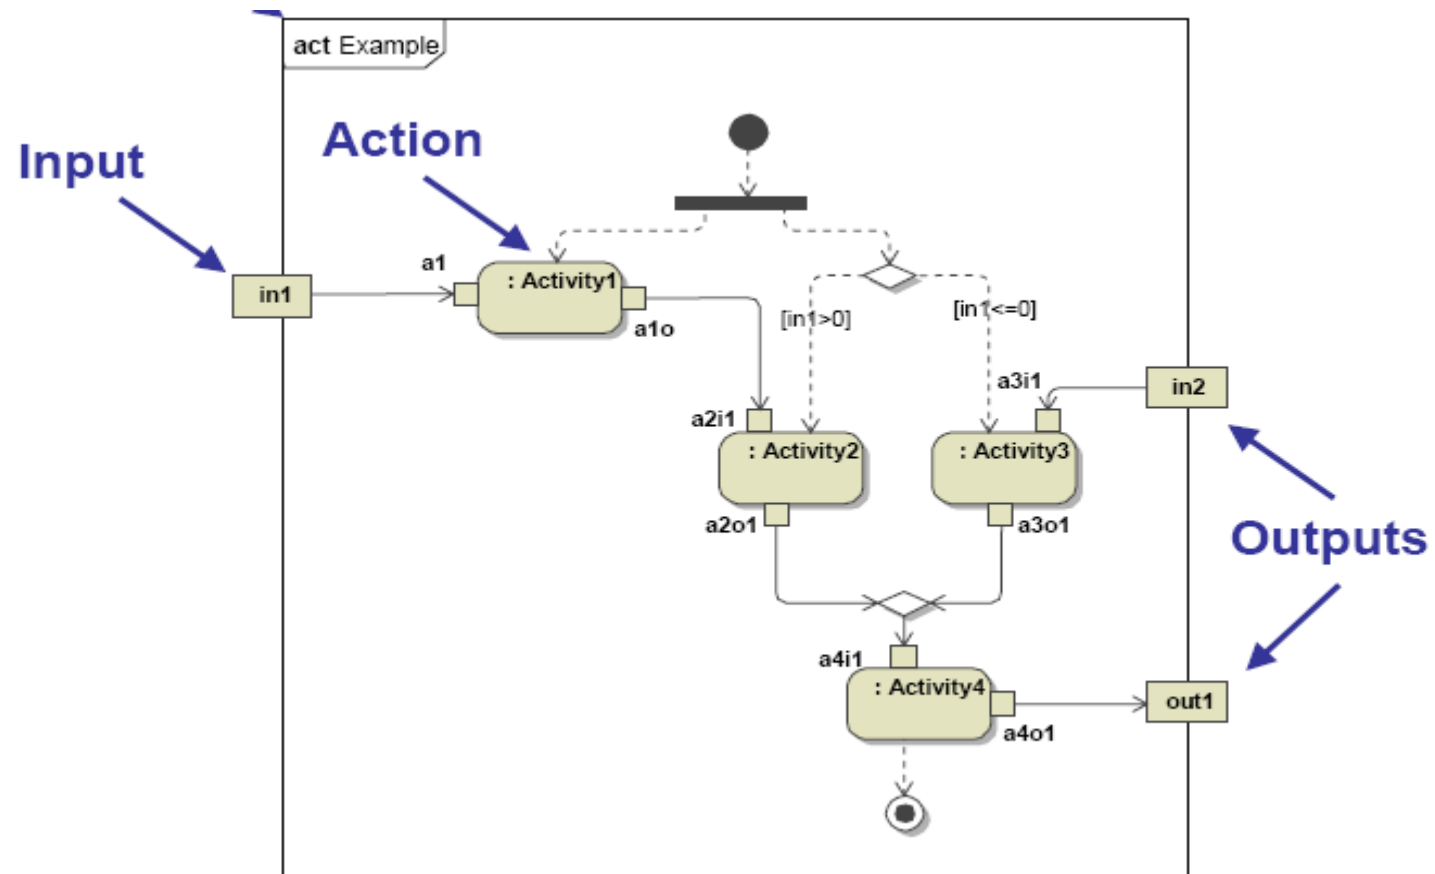 act Example
Action
Input
a1
: Activity1
in1
a1o
[in1>0]
[in1<=0]
a3i1
in2
a2i1
: Activity2
: Activity3
a2o1
a3o1
Outputs
a4i1
: Activity4
out1
a4o1